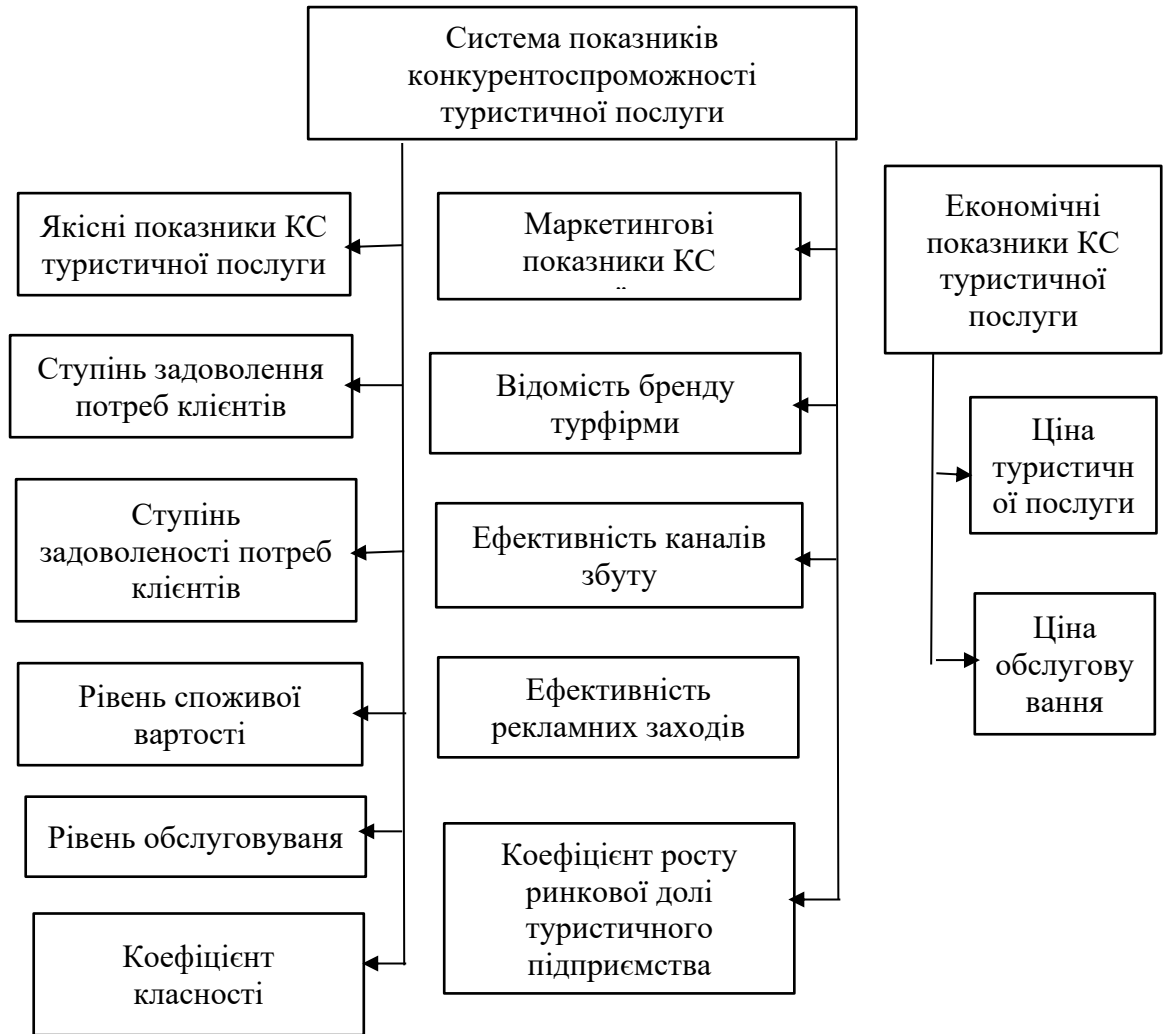 Система показників
конкурентоспроможності
туристичної послуги
Якісні показники КС
туристичної послуги
Ступінь задоволення
потреб клієнтів
Ступінь
задоволеності потреб
клієнтів
Рівень споживої
вартості
Рівень обслуговуваня
Коефіцієнт
класності
Маркетингові
показники КС
Відомість бренду
турфірми
Ефективність каналів
збуту
Ефективність
рекламних заходів
Коефіцієнт росту
ринкової долі
туристичного
підприємства
Економічні
показники КС
туристичної
послуги
Ціна
туристичн
ої послуги
Ціна
обслугову
вання